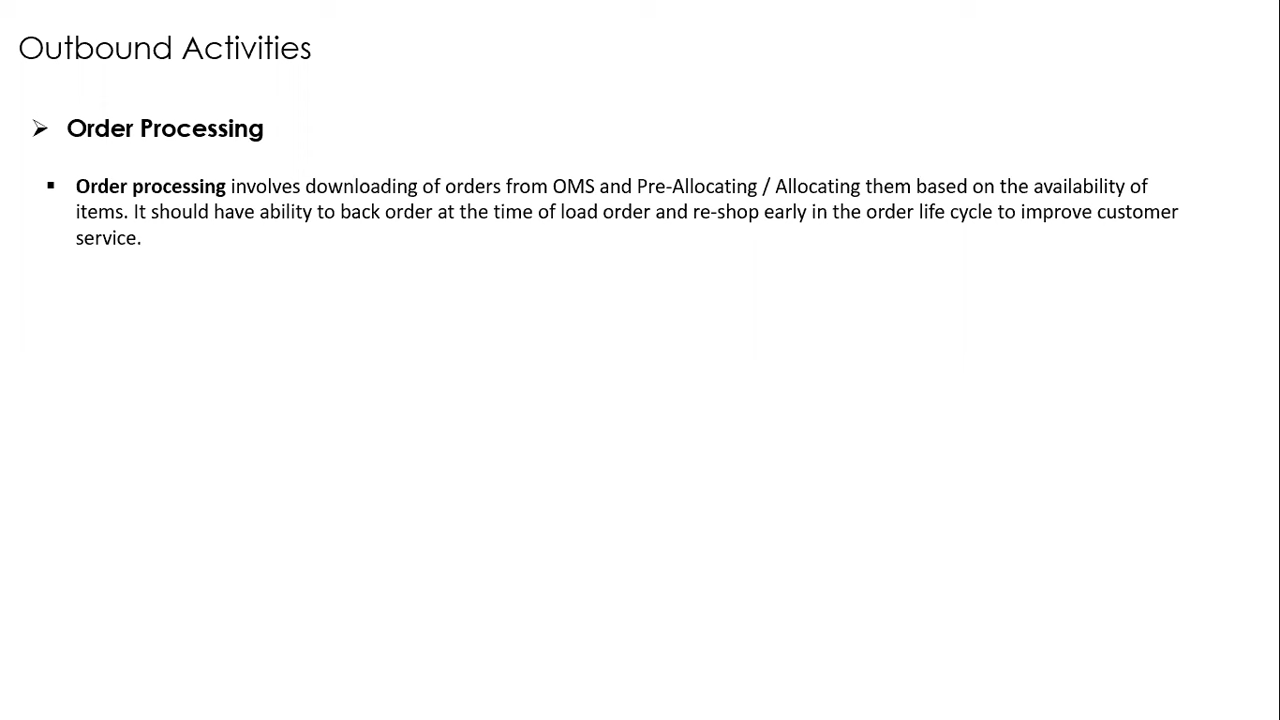 Outbound Activities
Order Processing
Order processing involves downloading of orders from OMS and Pre-Allocating / Allocating them based on the availability of
items. It should have ability to back order at the time of load order and re-shop early in the order life cycle to improve customer
service.